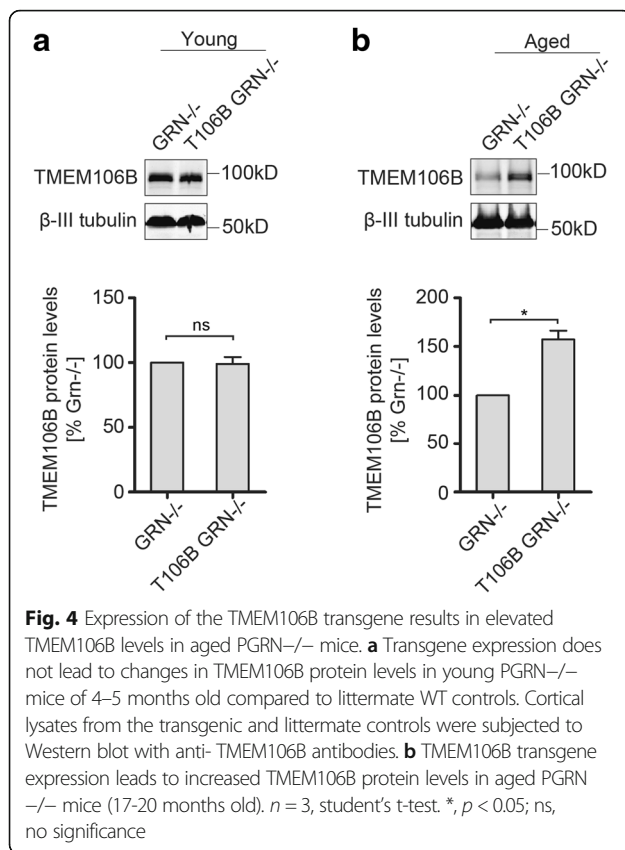 a
Young
GRN-/-
T106B GRN-/-
TMEM106B
100kD
β-III tubulin
50kD
TMEM106B protein levels
[% Grn-/-]
150
100
50
0
ns
GRN-/-
T106B GRN-/-
b
Aged
GRN-/-
T106B GRN-/-
TMEM106B
100kD
β-III tubulin
50kD
TMEM106B protein levels
[% Grn-/-]
200
150
100
50
0
*
GRN-/-
T106B GRN-/-
Fig. 4 Expression of the TMEM106B transgene results in elevated
TMEM106B levels in aged PGRN−/− mice. a Transgene expression does
not lead to changes in TMEM106B protein levels in young PGRN−/−
mice of 4–5 months old compared to littermate WT controls. Cortical
lysates from the transgenic and littermate controls were subjected to
Western blot with anti- TMEM106B antibodies. b TMEM106B transgene
expression leads to increased TMEM106B protein levels in aged PGRN
−/− mice (17-20 months old). n = 3, student's t-test. *, p < 0.05; ns,
no significance